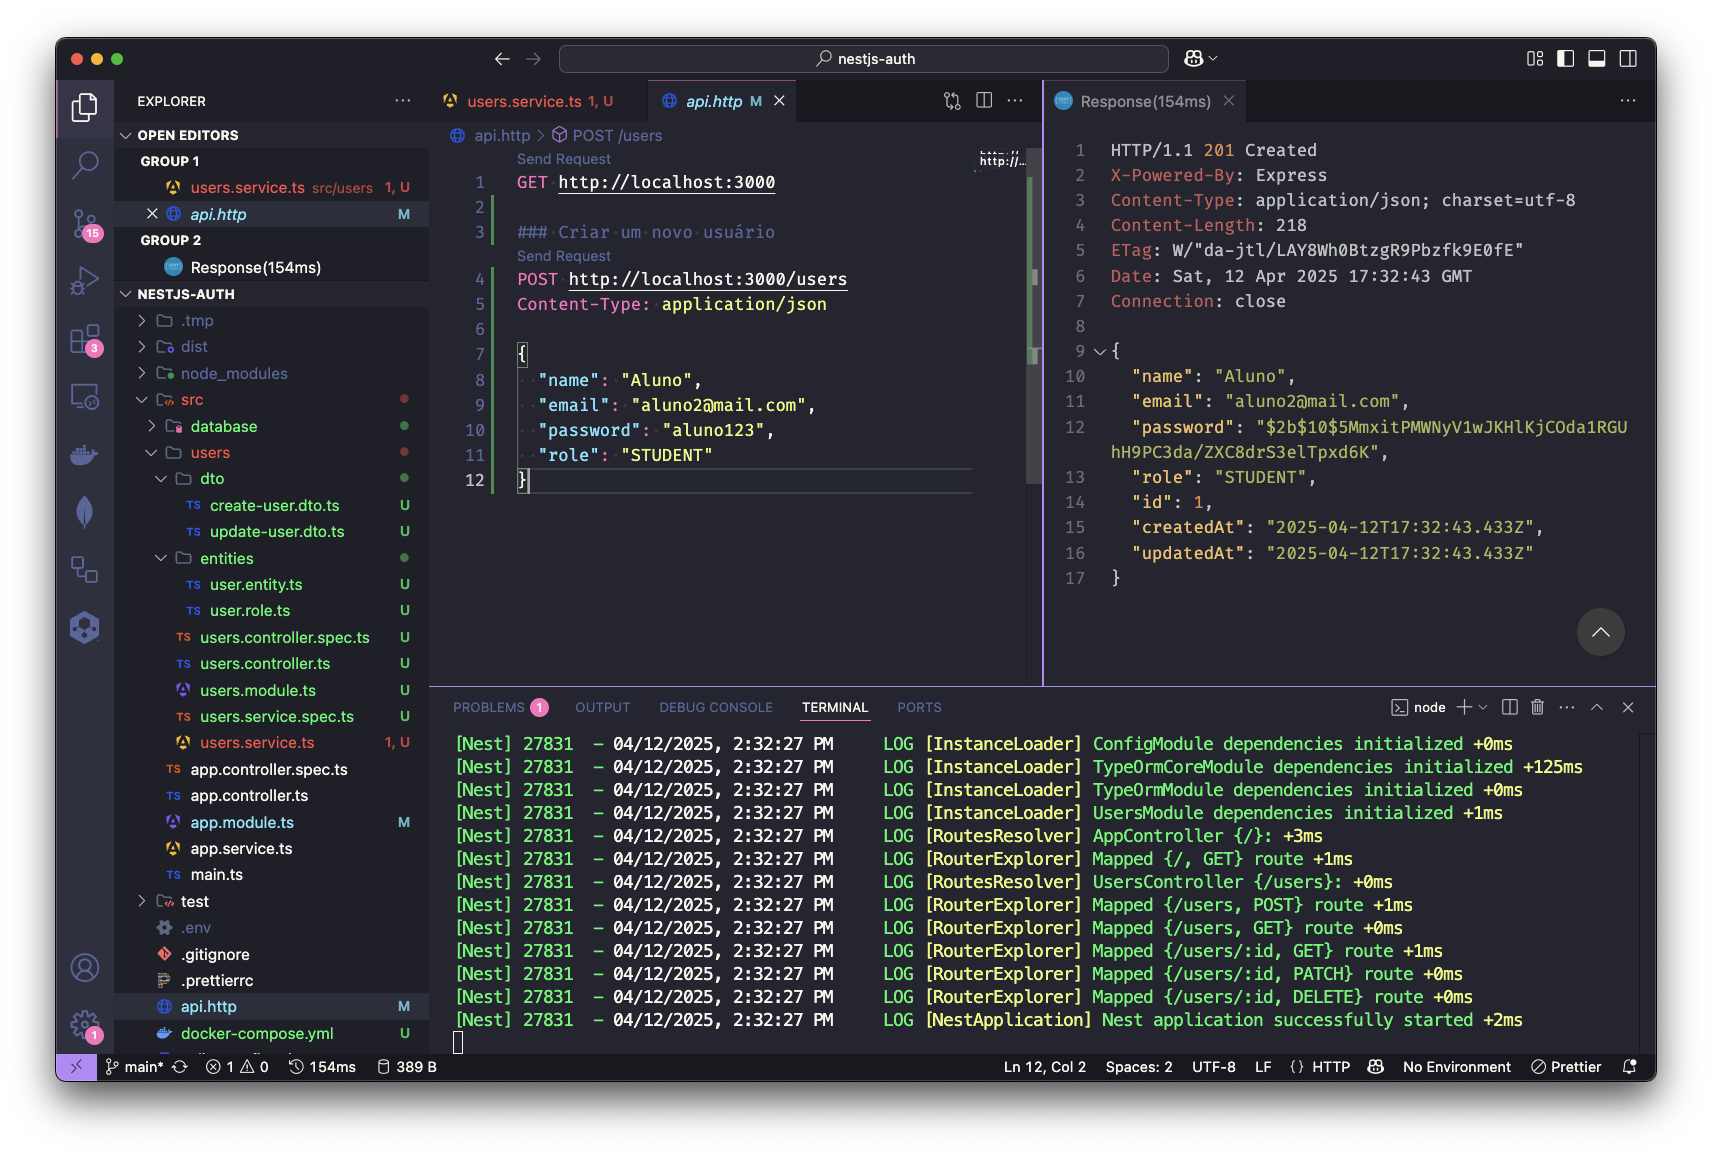 nestjs-auth
EXPLORER
OPEN EDITORS
GROUP 1
users.service.ts src/users 1, U
api.http M
GROUP 2
Response(154ms)
NESTJS-AUTH
.tmp
dist
node_modules
src
database
users
dto
TS create-user.dto.ts U
TS update-user.dto.ts U
entities
TS user.entity.ts U
TS user.role.ts U
TS users.controller.spec.ts U
TS users.controller.ts U
users.module.ts U
TS users.service.spec.ts U
users.service.ts 1, U
TS app.controller.spec.ts
TS app.controller.ts
app.module.ts M
app.service.ts
TS main.ts
test
.env
.gitignore
.prettierrc
api.http M
docker-compose.yml U
15
3
1
users.service.ts 1, U
api.http M
api.http > POST /users
Send Request
1 GET http://localhost:3000
2
3 ### Criar um novo usuário
Send Request
4 POST http://localhost:3000/users
5 Content-Type: application/json
6
7 {
8 "name": "Aluno",
9 "email": "aluno2@mail.com",
10 "password": "aluno123",
11 "role": "STUDENT"
12 }
Response(154ms)
1 HTTP/1.1 201 Created
2 X-Powered-By: Express
3 Content-Type: application/json; charset=utf-8
4 Content-Length: 218
5 ETag: W/"da-jtl/LAY8Wh0BtzgR9Pbzfk9E0fE"
6 Date: Sat, 12 Apr 2025 17:32:43 GMT
7 Connection: close
8
9 {
10 "name": "Aluno",
11 "email": "aluno2@mail.com",
12 "password": "$2b$10$5MmxitPMWNyV1wJKHlKjCOda1RGU
hH9PC3da/ZXC8drS3elTpxd6K",
13 "role": "STUDENT",
14 "id": 1,
15 "createdAt": "2025-04-12T17:32:43.433Z",
16 "updatedAt": "2025-04-12T17:32:43.433Z"
17 }
PROBLEMS 1 OUTPUT DEBUG CONSOLE TERMINAL PORTS
node
[Nest] 27831 - 04/12/2025, 2:32:27 PM LOG [InstanceLoader] ConfigModule dependencies initialized +0ms
[Nest] 27831 - 04/12/2025, 2:32:27 PM LOG [InstanceLoader] TypeOrmCoreModule dependencies initialized +125ms
[Nest] 27831 - 04/12/2025, 2:32:27 PM LOG [InstanceLoader] TypeOrmModule dependencies initialized +0ms
[Nest] 27831 - 04/12/2025, 2:32:27 PM LOG [InstanceLoader] UsersModule dependencies initialized +1ms
[Nest] 27831 - 04/12/2025, 2:32:27 PM LOG [RoutesResolver] AppController {/}: +3ms
[Nest] 27831 - 04/12/2025, 2:32:27 PM LOG [RouterExplorer] Mapped {/, GET} route +1ms
[Nest] 27831 - 04/12/2025, 2:32:27 PM LOG [RoutesResolver] UsersController {/users}: +0ms
[Nest] 27831 - 04/12/2025, 2:32:27 PM LOG [RouterExplorer] Mapped {/users, POST} route +1ms
[Nest] 27831 - 04/12/2025, 2:32:27 PM LOG [RouterExplorer] Mapped {/users, GET} route +0ms
[Nest] 27831 - 04/12/2025, 2:32:27 PM LOG [RouterExplorer] Mapped {/users/:id, GET} route +1ms
[Nest] 27831 - 04/12/2025, 2:32:27 PM LOG [RouterExplorer] Mapped {/users/:id, PATCH} route +0ms
[Nest] 27831 - 04/12/2025, 2:32:27 PM LOG [RouterExplorer] Mapped {/users/:id, DELETE} route +0ms
[Nest] 27831 - 04/12/2025, 2:32:27 PM LOG [NestApplication] Nest application successfully started +2ms
main* 1 0 154ms 389 B Ln 12, Col 2 Spaces: 2 UTF-8 LF {} HTTP No Environment Prettier